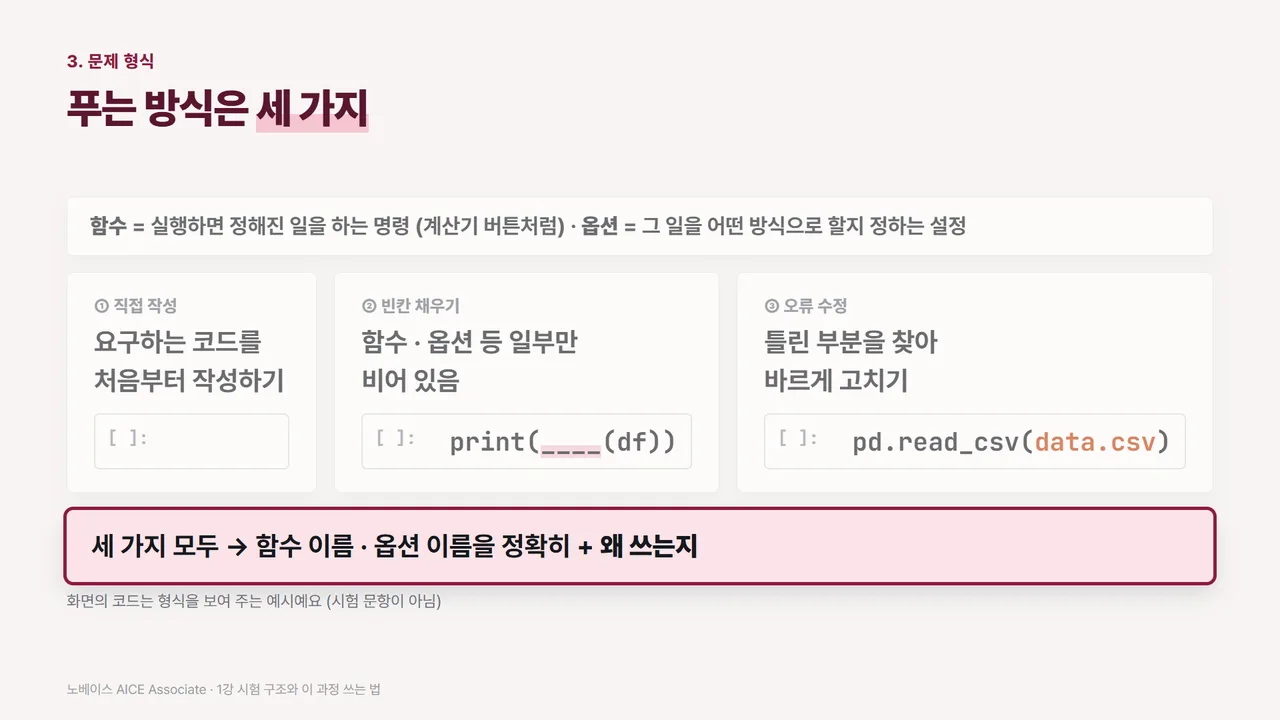 3. 문제 형식
푸는 방식은 세 가지
함수 = 실행하면 정해진 일을 하는 명령 (계산기 버튼처럼) · 옵션 = 그 일을 어떤 방식으로 할지 정하는 설정
① 직접 작성
요구하는 코드를
처음부터 작성하기
[ ]:
② 빈칸 채우기
함수 · 옵션 등 일부만
비어 있음
[ ]: print(____(df))
③ 오류 수정
틀린 부분을 찾아
바르게 고치기
[ ]: pd.read_csv(data.csv)
세 가지 모두 → 함수 이름 · 옵션 이름을 정확히 + 왜 쓰는지
화면의 코드는 형식을 보여 주는 예시예요 (시험 문항이 아님)
노베이스 AICE Associate · 1강 시험 구조와 이 과정 쓰는 법